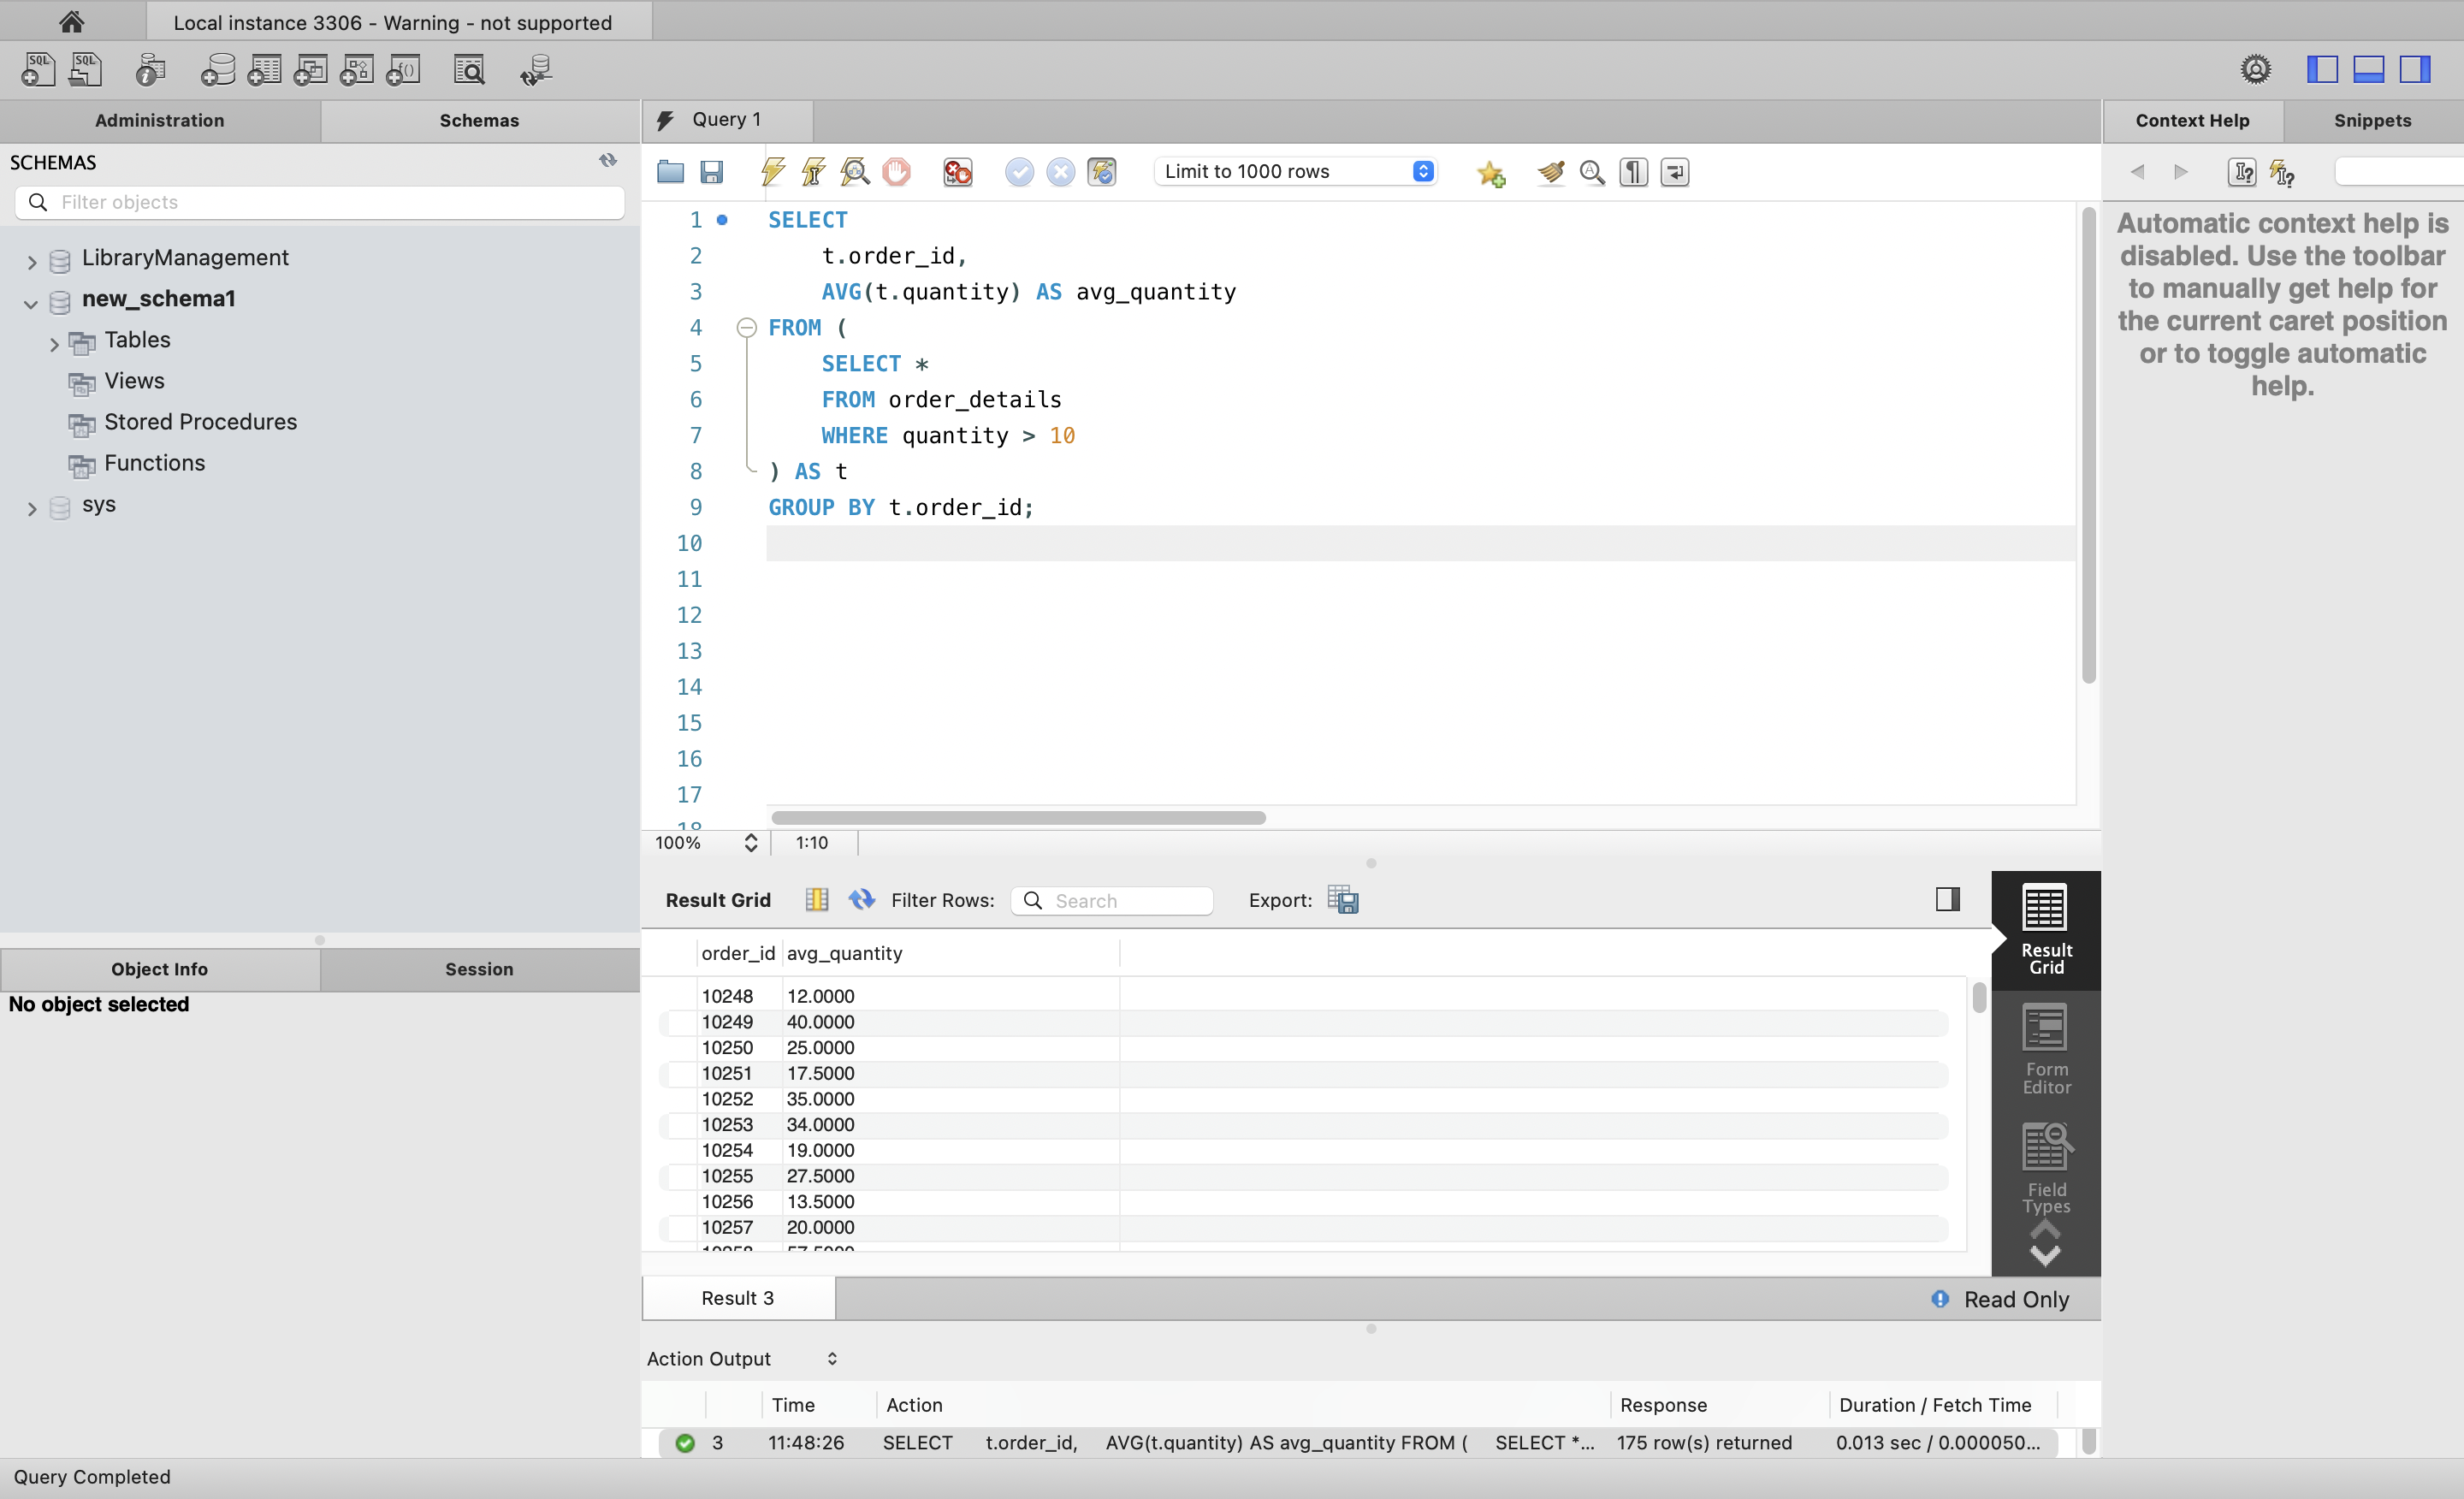 Local instance 3306 - Warning - not supported
SQL
SQL
Administration
Schemas
Query 1
Context Help
Snippets
SCHEMAS
Filter objects
LibraryManagement
new_schema1
Tables
Views
Stored Procedures
Functions
sys
Limit to 1000 rows
1 SELECT
2 t.order_id,
3 AVG(t.quantity) AS avg_quantity
4 FROM (
5 SELECT *
6 FROM order_details
7 WHERE quantity > 10
8 ) AS t
9 GROUP BY t.order_id;
10
11
12
13
14
15
16
17
18
100%
1:10
Automatic context help is
disabled. Use the toolbar
to manually get help for
the current caret position
or to toggle automatic
help.
Object Info
Session
No object selected
Result Grid
Filter Rows:
Search
Export:
order_id avg_quantity
10248 12.0000
10249 40.0000
10250 25.0000
10251 17.5000
10252 35.0000
10253 34.0000
10254 19.0000
10255 27.5000
10256 13.5000
10257 20.0000
10258 57.5000
Result
Grid
Form
Editor
Field
Types
Result 3
Read Only
Action Output
Time Action Response Duration / Fetch Time
3 11:48:26 SELECT t.order_id, AVG(t.quantity) AS avg_quantity FROM ( SELECT *... 175 row(s) returned 0.013 sec / 0.000050...
Query Completed